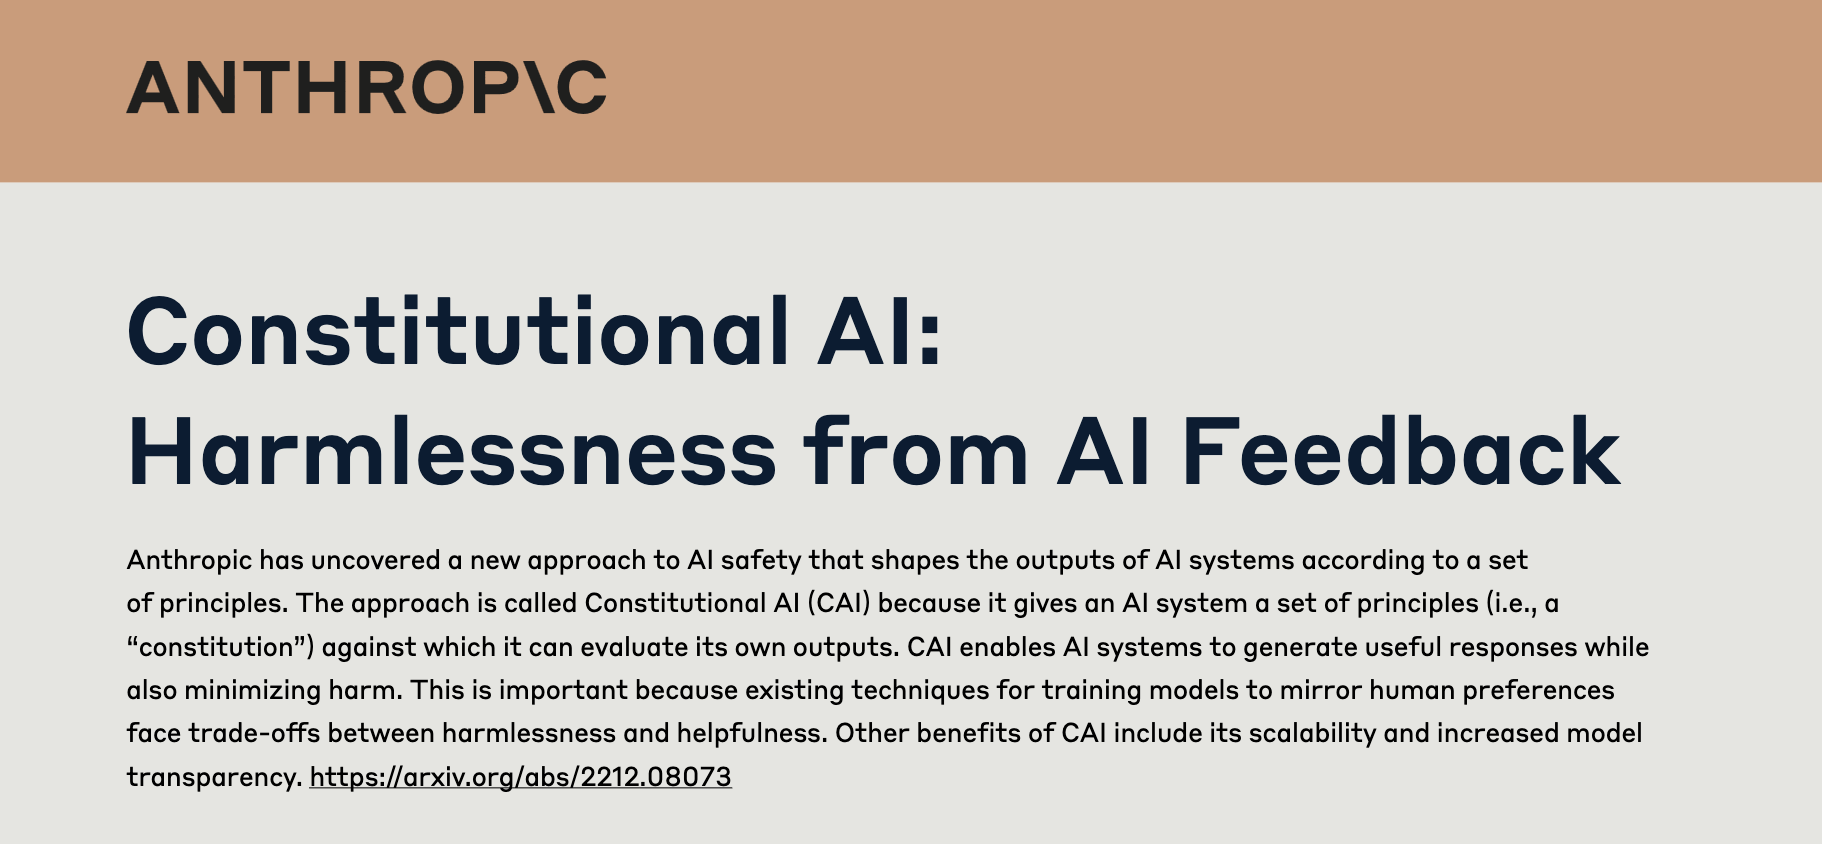 ANTHROP\C
Constitutional AI:
Harmlessness from AI Feedback
Anthropic has uncovered a new approach to AI safety that shapes the outputs of AI systems according to a set
of principles. The approach is called Constitutional AI (CAI) because it gives an AI system a set of principles (i.e., a
“constitution”) against which it can evaluate its own outputs. CAI enables AI systems to generate useful responses while
also minimizing harm. This is important because existing techniques for training models to mirror human preferences
face trade-offs between harmlessness and helpfulness. Other benefits of CAI include its scalability and increased model
transparency. https://arxiv.org/abs/2212.08073